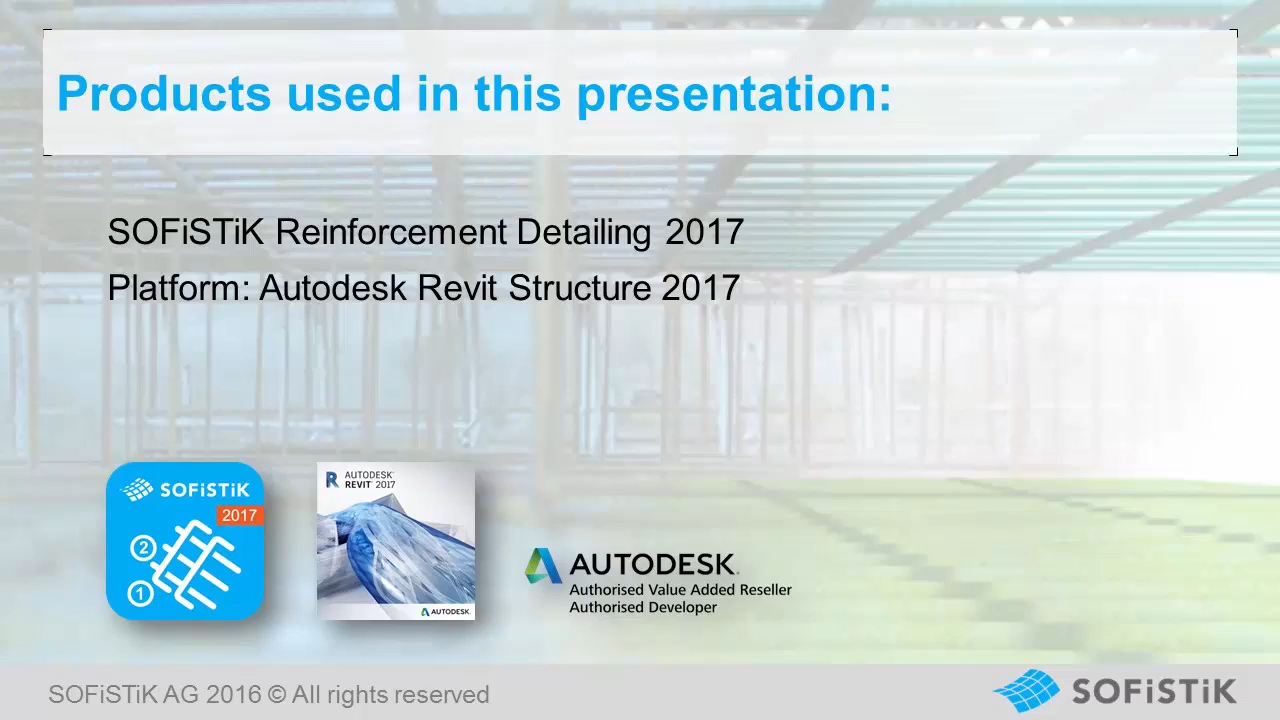 Products used in this presentation:
SOFiSTiK Reinforcement Detailing 2017
Platform: Autodesk Revit Structure 2017
SOFiSTiK
2017
2
1
R AUTODESK®
REVIT® 2017
AUTODESK.
AUTODESK.
Authorised Value Added Reseller
Authorised Developer
SOFiSTiK AG 2016 © All rights reserved
SOFiSTiK